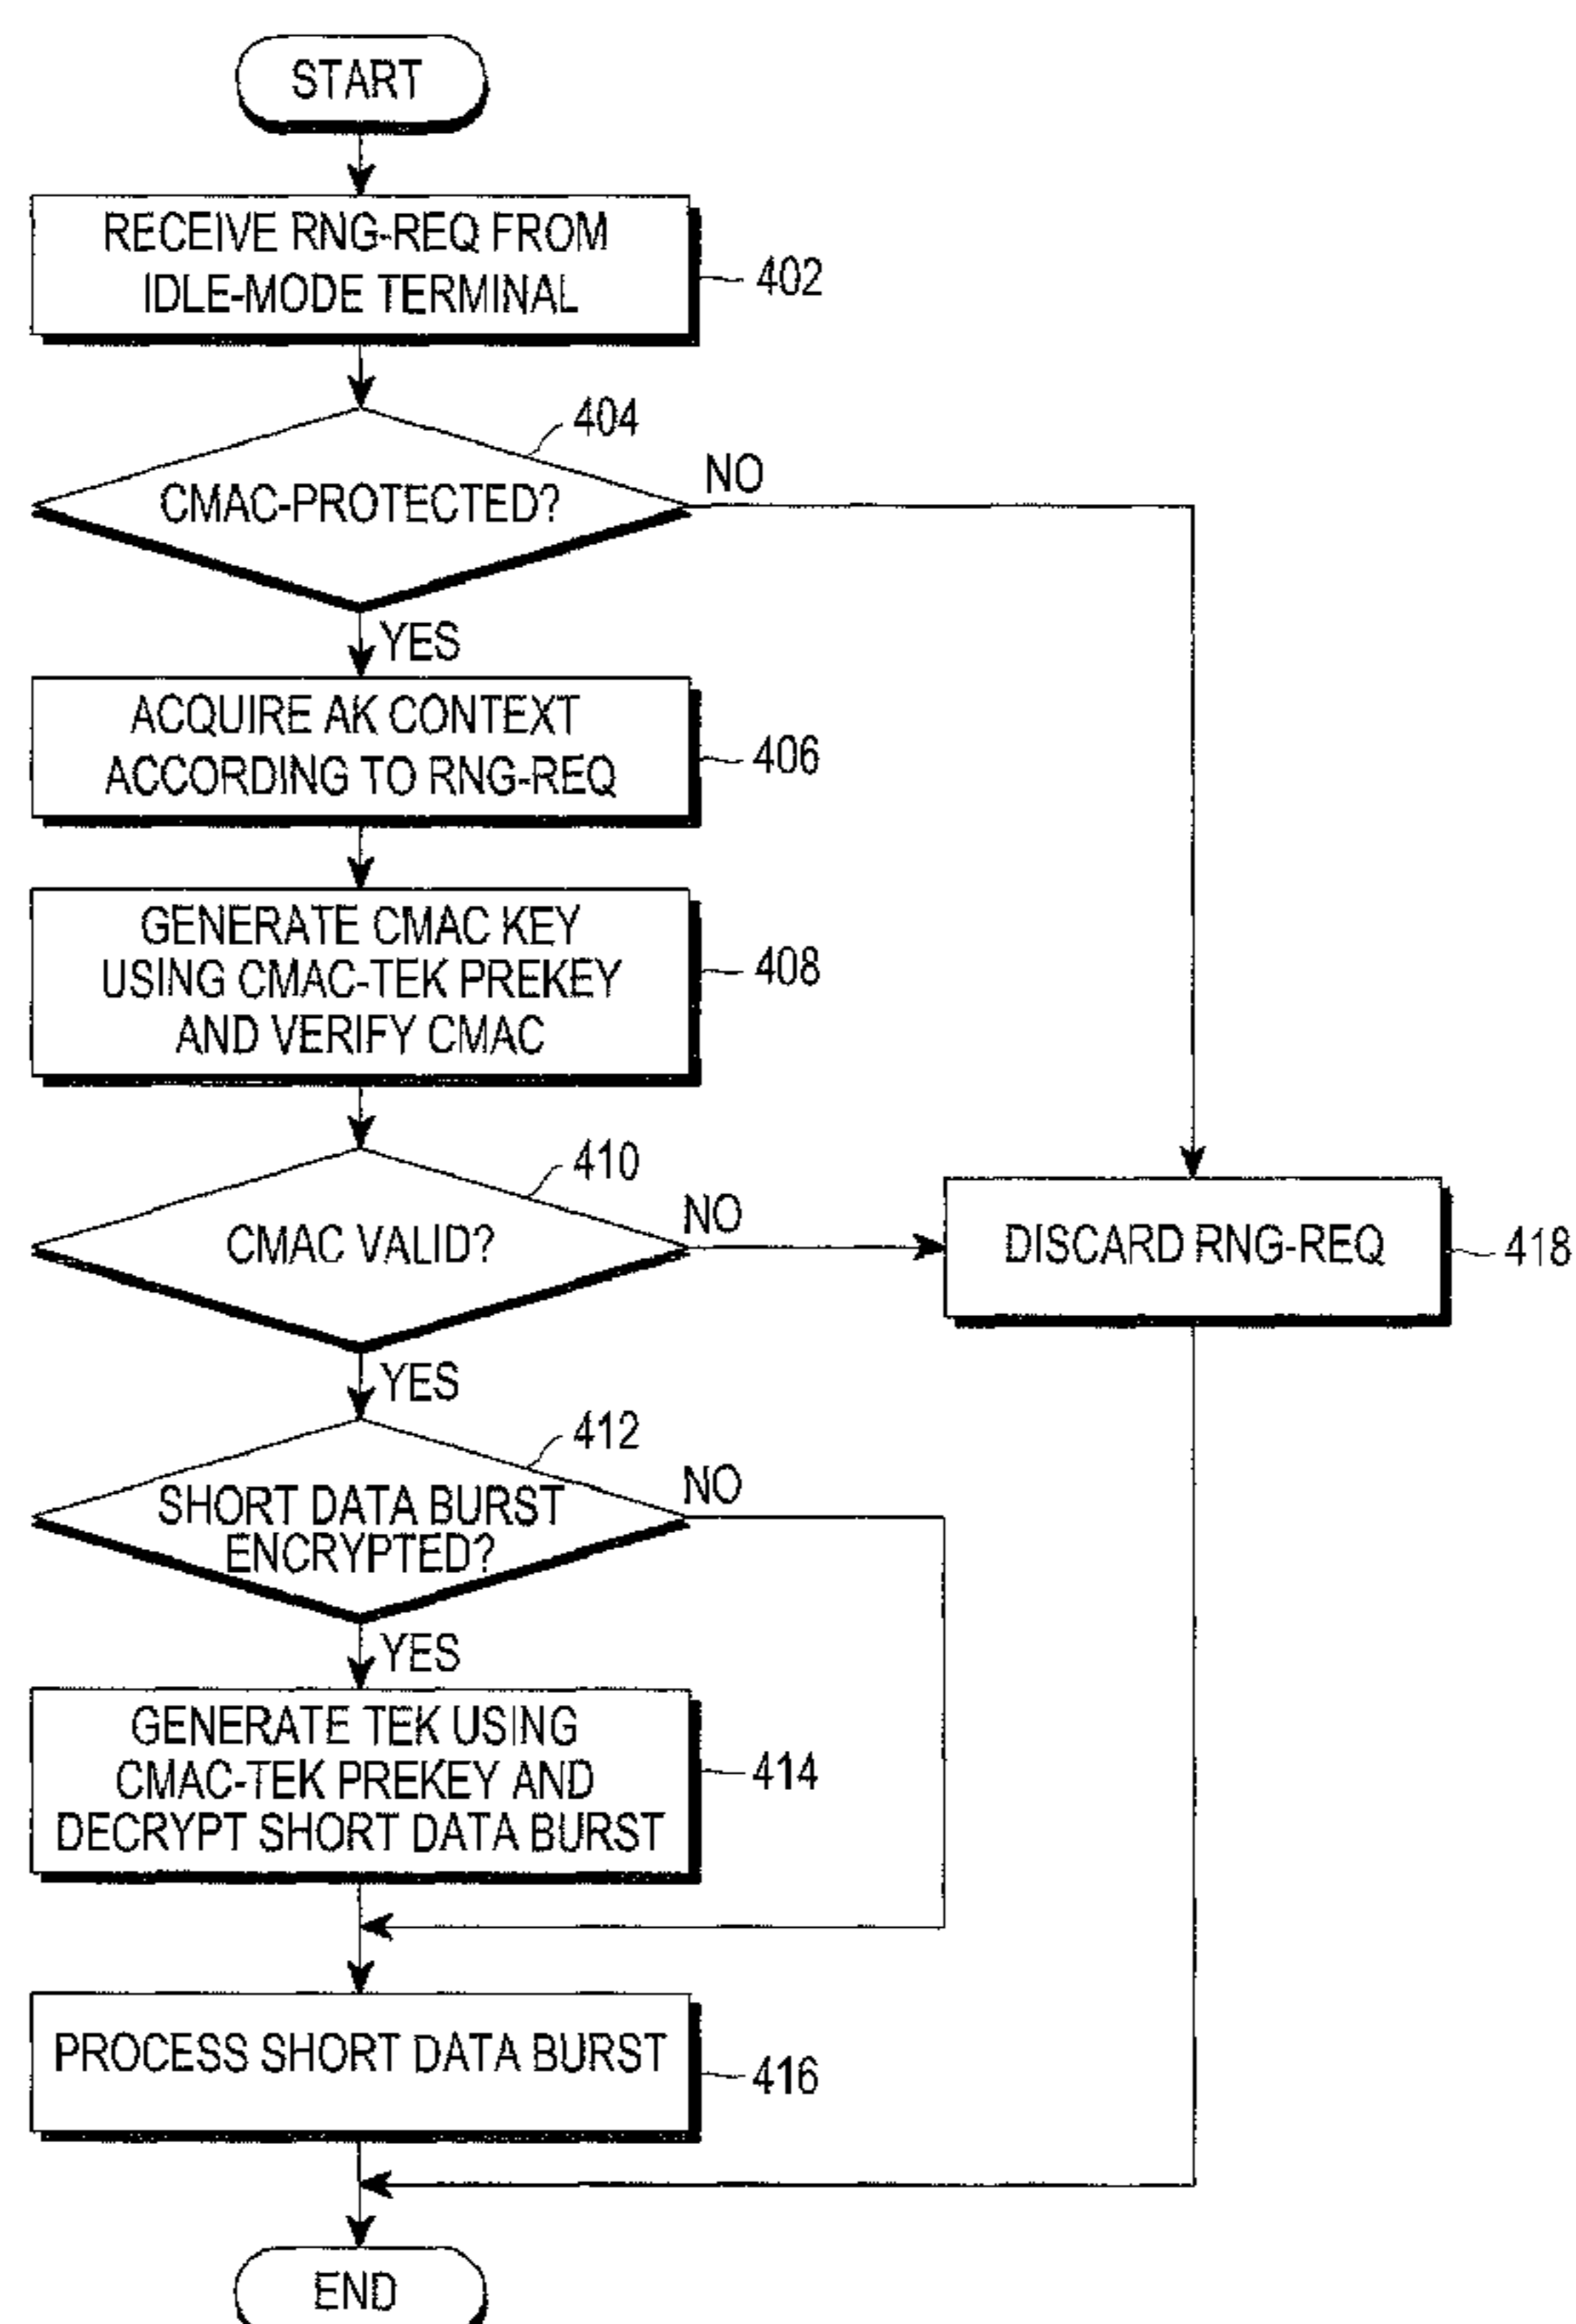 START
RECEIVE RNG-REQ FROM
IDLE-MODE TERMINAL
402
404
CMAC-PROTECTED?
NO
YES
ACQUIRE AK CONTEXT
ACCORDING TO RNG-REQ
406
GENERATE CMAC KEY
USING CMAC-TEK PREKEY
AND VERIFY CMAC
408
410
CMAC VALID?
NO
DISCARD RNG-REQ
418
YES
412
SHORT DATA BURST
ENCRYPTED?
NO
YES
GENERATE TEK USING
CMAC-TEK PREKEY AND
DECRYPT SHORT DATA BURST
414
PROCESS SHORT DATA BURST
416
END